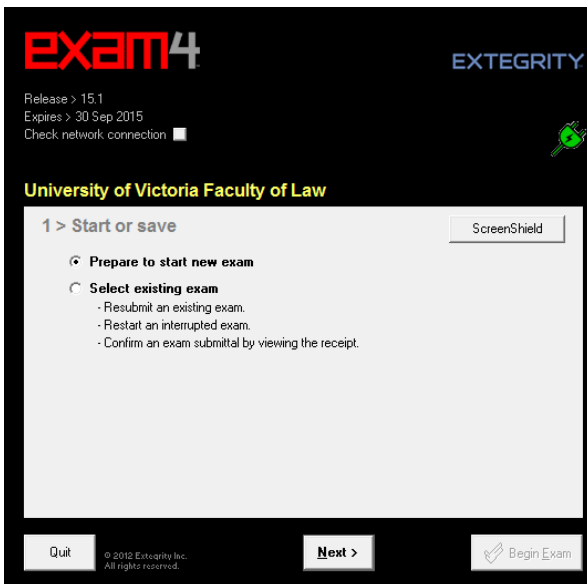 exam4
EXTEGRITY
Release > 15.1
Expires > 30 Sep 2015
Check network connection
University of Victoria Faculty of Law
1 > Start or save
ScreenShield
Prepare to start new exam
Select existing exam
- Resubmit an existing exam.
- Restart an interrupted exam.
- Confirm an exam submittal by viewing the receipt.
Quit
© 2012 Extegrity Inc.
All rights reserved.
Next >
Begin Exam